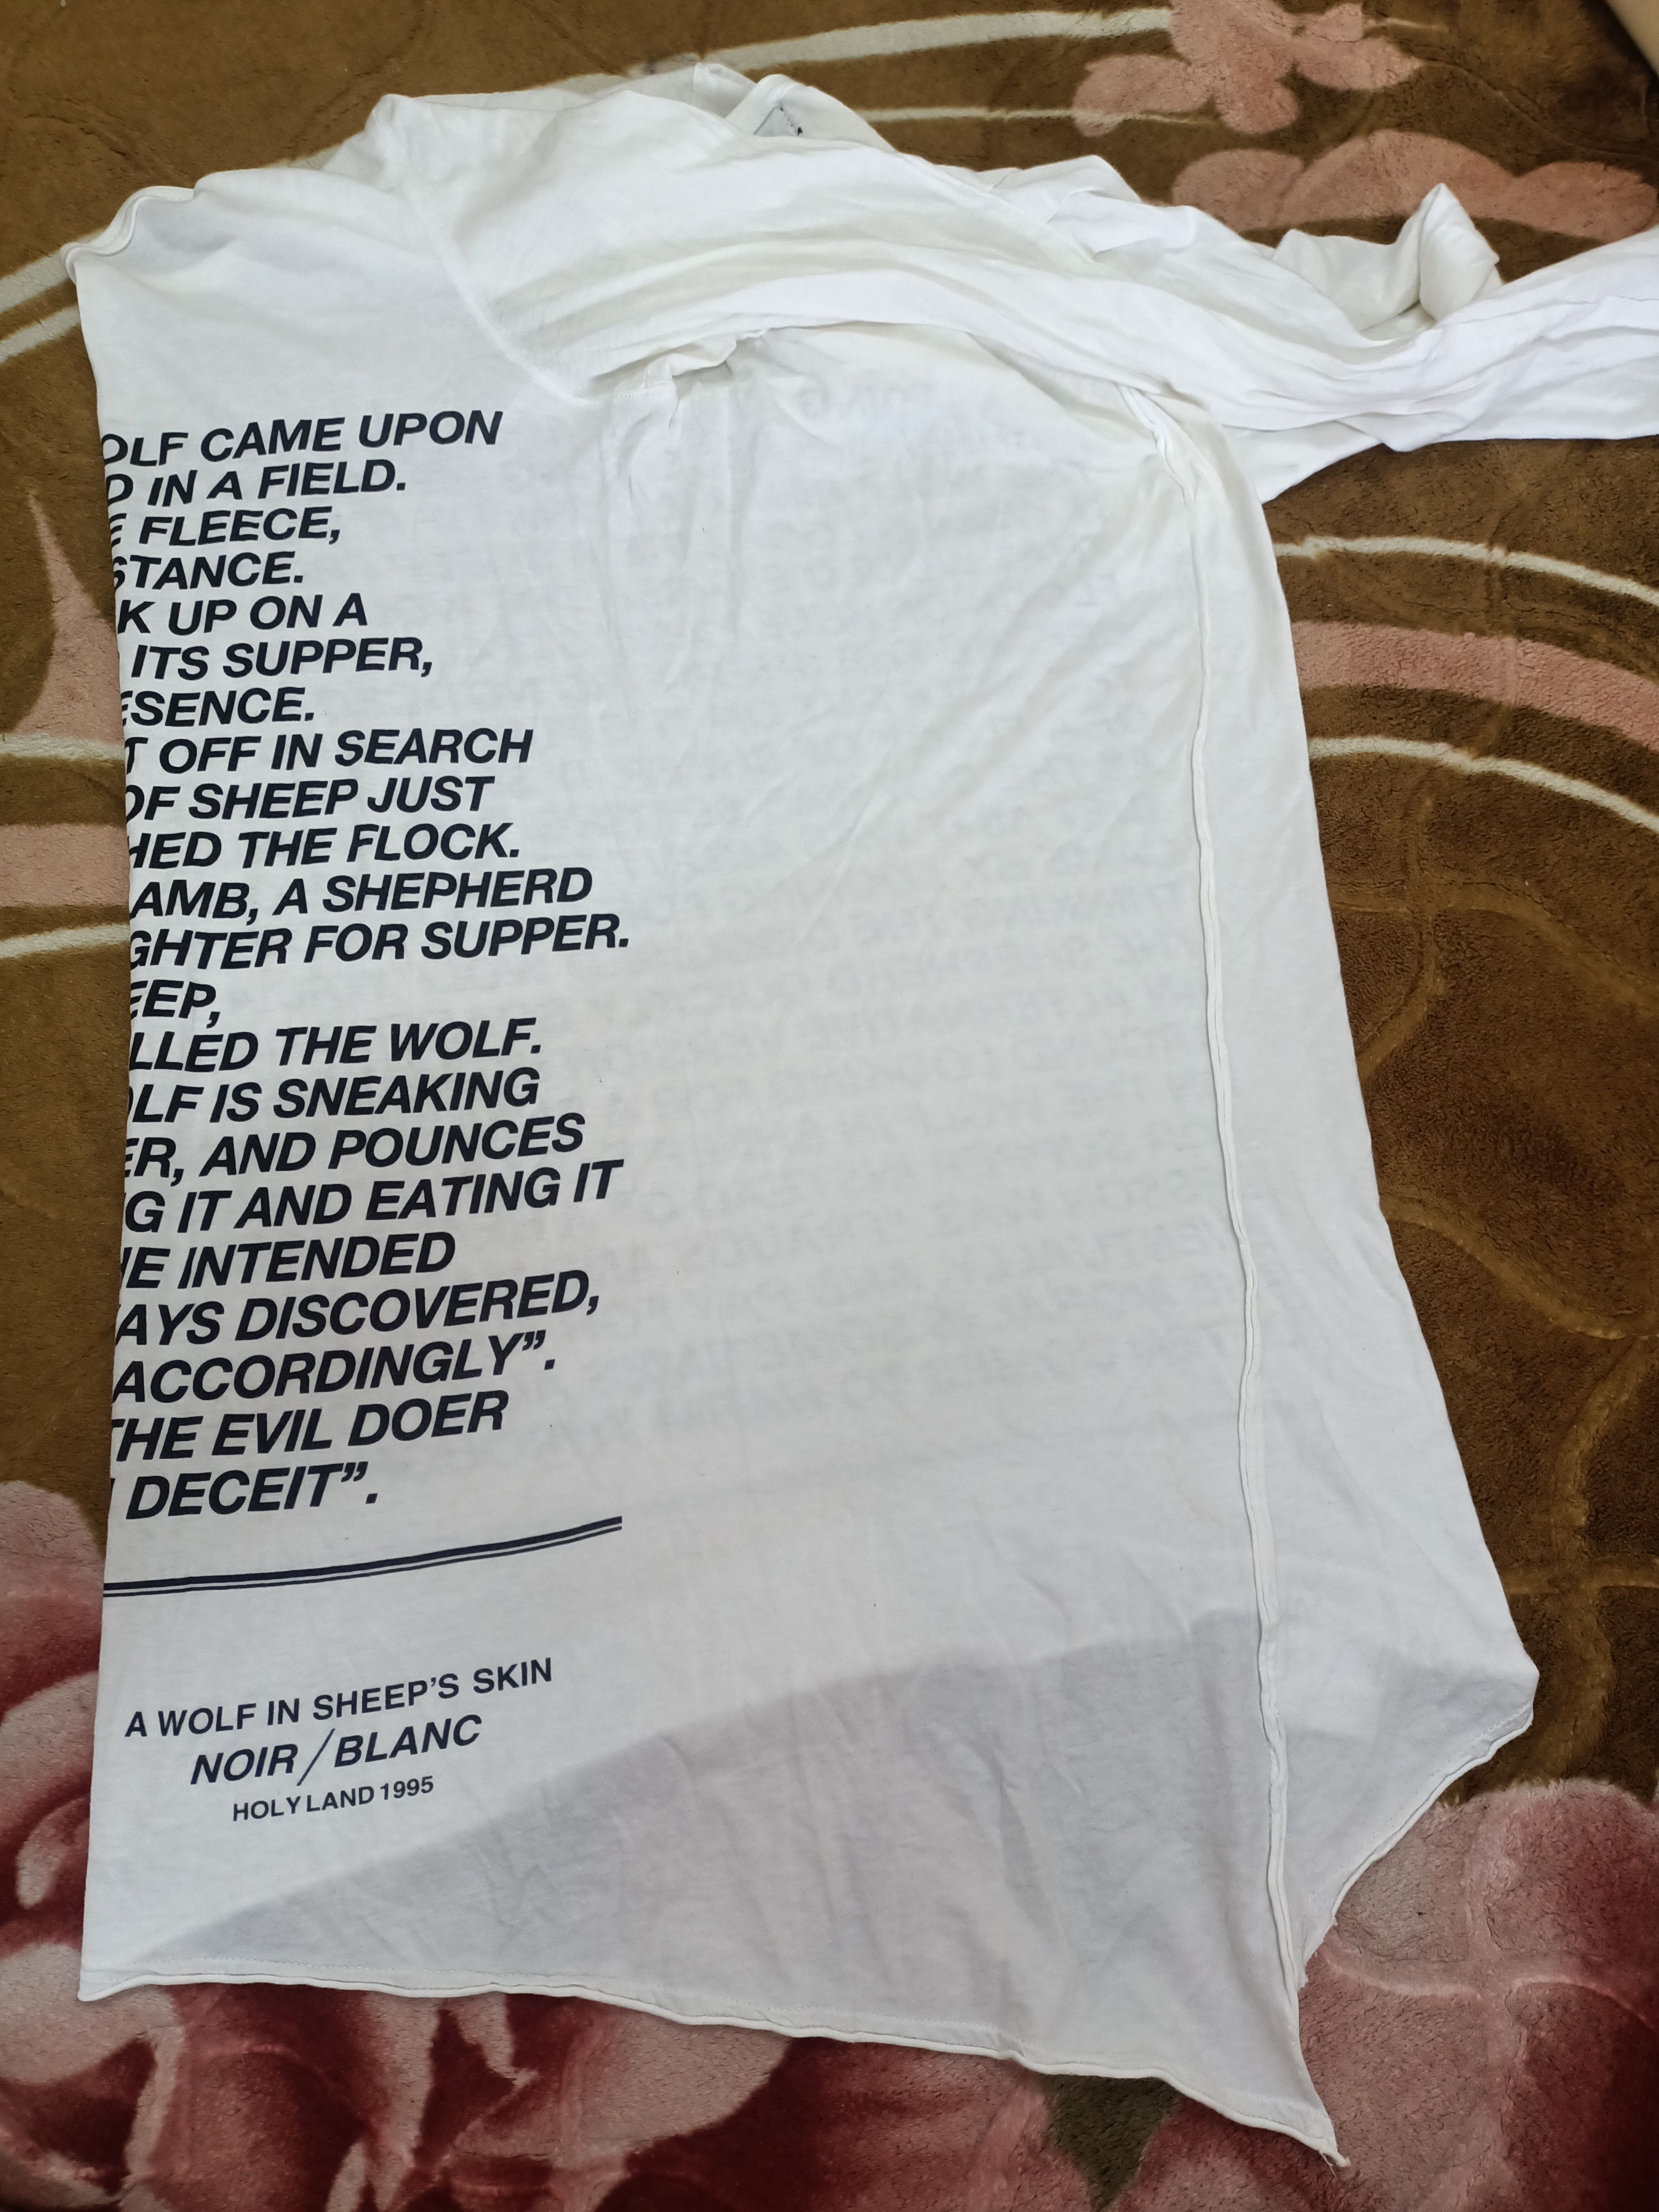 OLF CAME UPON
D IN A FIELD.
E FLEECE,
STANCE.
K UP ON A
ITS SUPPER,
ESENCE.
T OFF IN SEARCH
OF SHEEP JUST
HED THE FLOCK.
AMB, A SHEPHERD
GHTER FOR SUPPER.
EEP,
LLED THE WOLF.
OLF IS SNEAKING
ER, AND POUNCES
G IT AND EATING IT
HE INTENDED
AYS DISCOVERED,
ACCORDINGLY”.
THE EVIL DOER
DECEIT”.
A WOLF IN SHEEP’S SKIN
NOIR/BLANC
HOLY LAND 1995